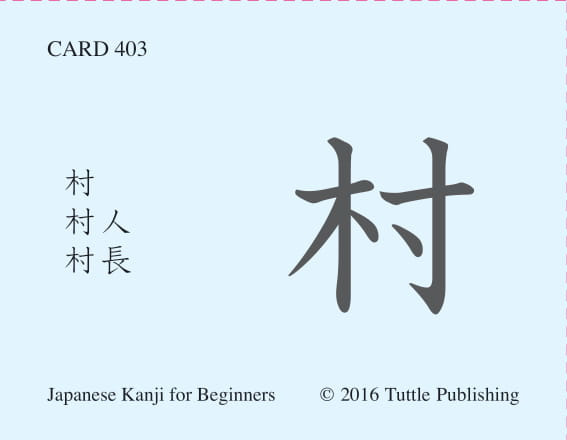 CARD 403
村
村
村人
村長
Japanese Kanji for Beginners
© 2016 Tuttle Publishing